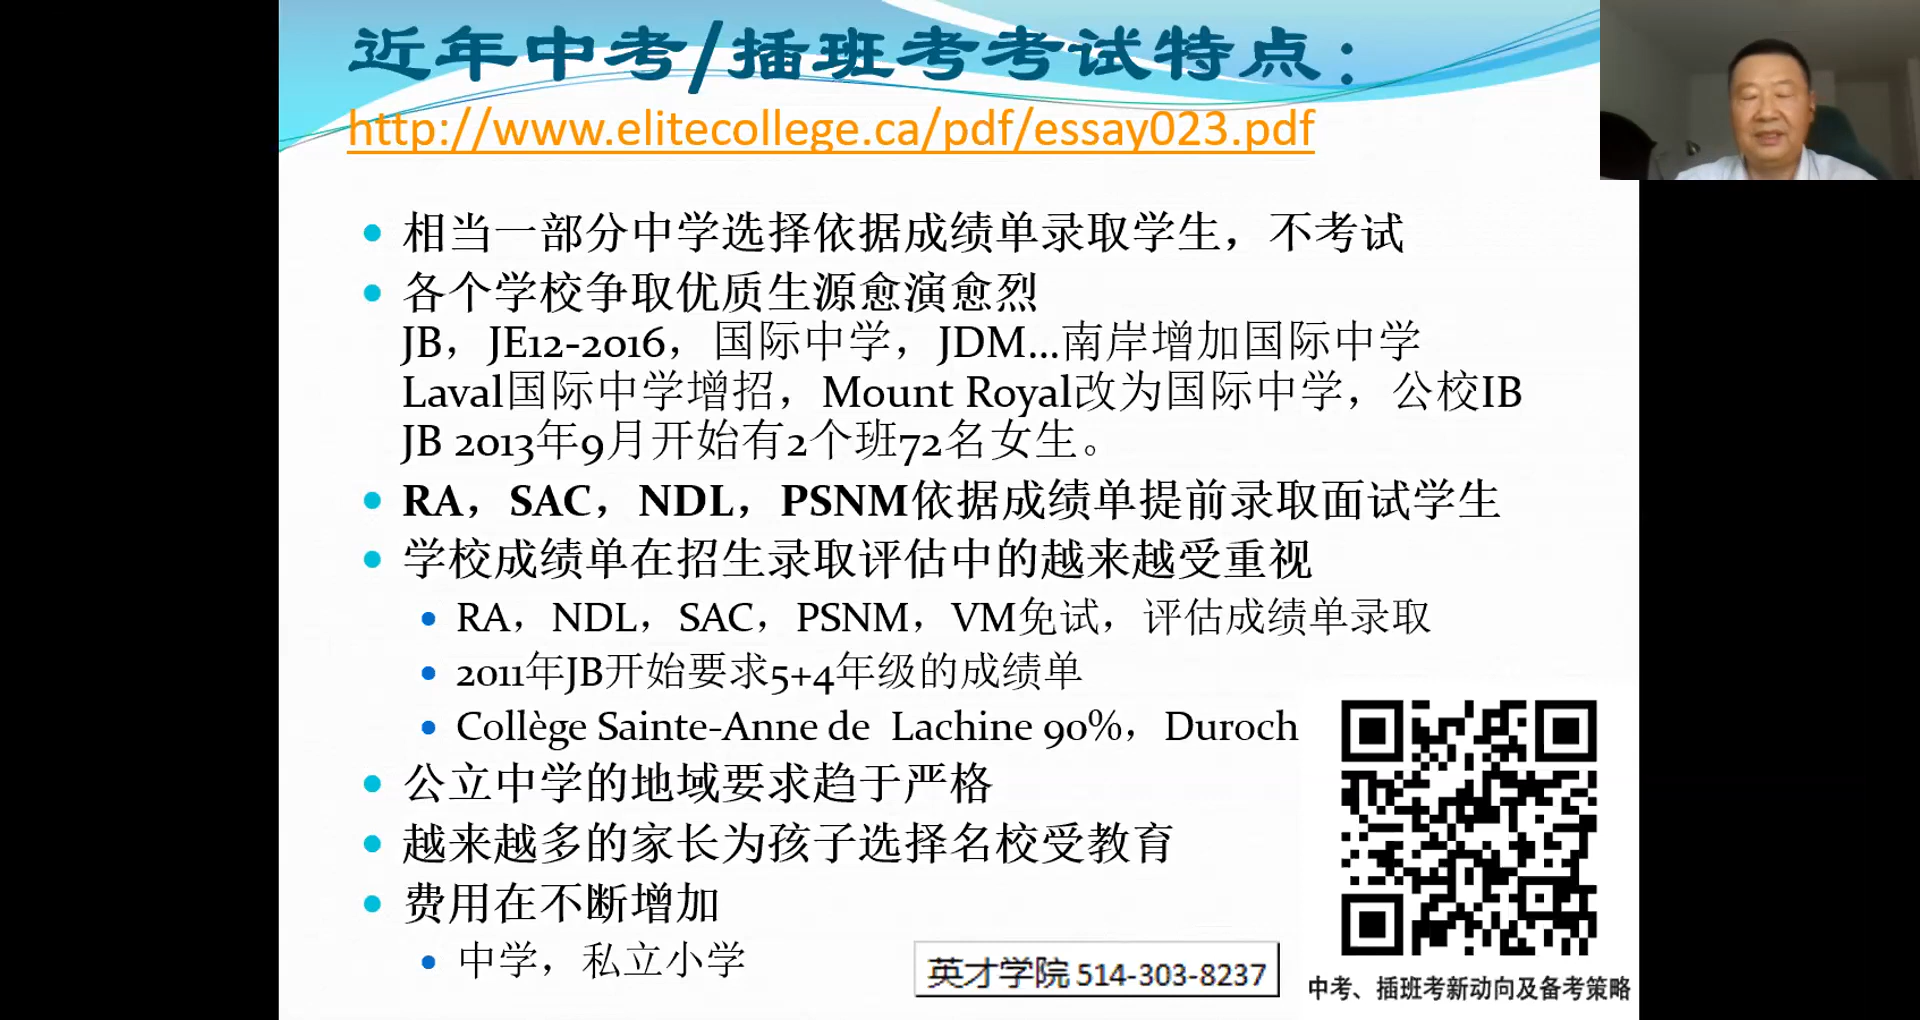 近年中考/插班考考试特点：
http://www.elitecollege.ca/pdf/essay023.pdf
相当一部分中学选择依据成绩单录取学生，不考试
各个学校争取优质生源愈演愈烈
JB，JE12-2016，国际中学，JDM...南岸增加国际中学
Laval国际中学增招，Mount Royal改为国际中学，公校IB
JB 2013年9月开始有2个班72名女生。
RA，SAC，NDL，PSNM依据成绩单提前录取面试学生
学校成绩单在招生录取评估中的越来越受重视
RA，NDL，SAC，PSNM，VM免试，评估成绩单录取
2011年JB开始要求5+4年级的成绩单
Collège Sainte-Anne de Lachine 90%，Duroch
公立中学的地域要求趋于严格
越来越多的家长为孩子选择名校受教育
费用在不断增加
中学，私立小学
英才学院 514-303-8237
中考、插班考新动向及备考策略